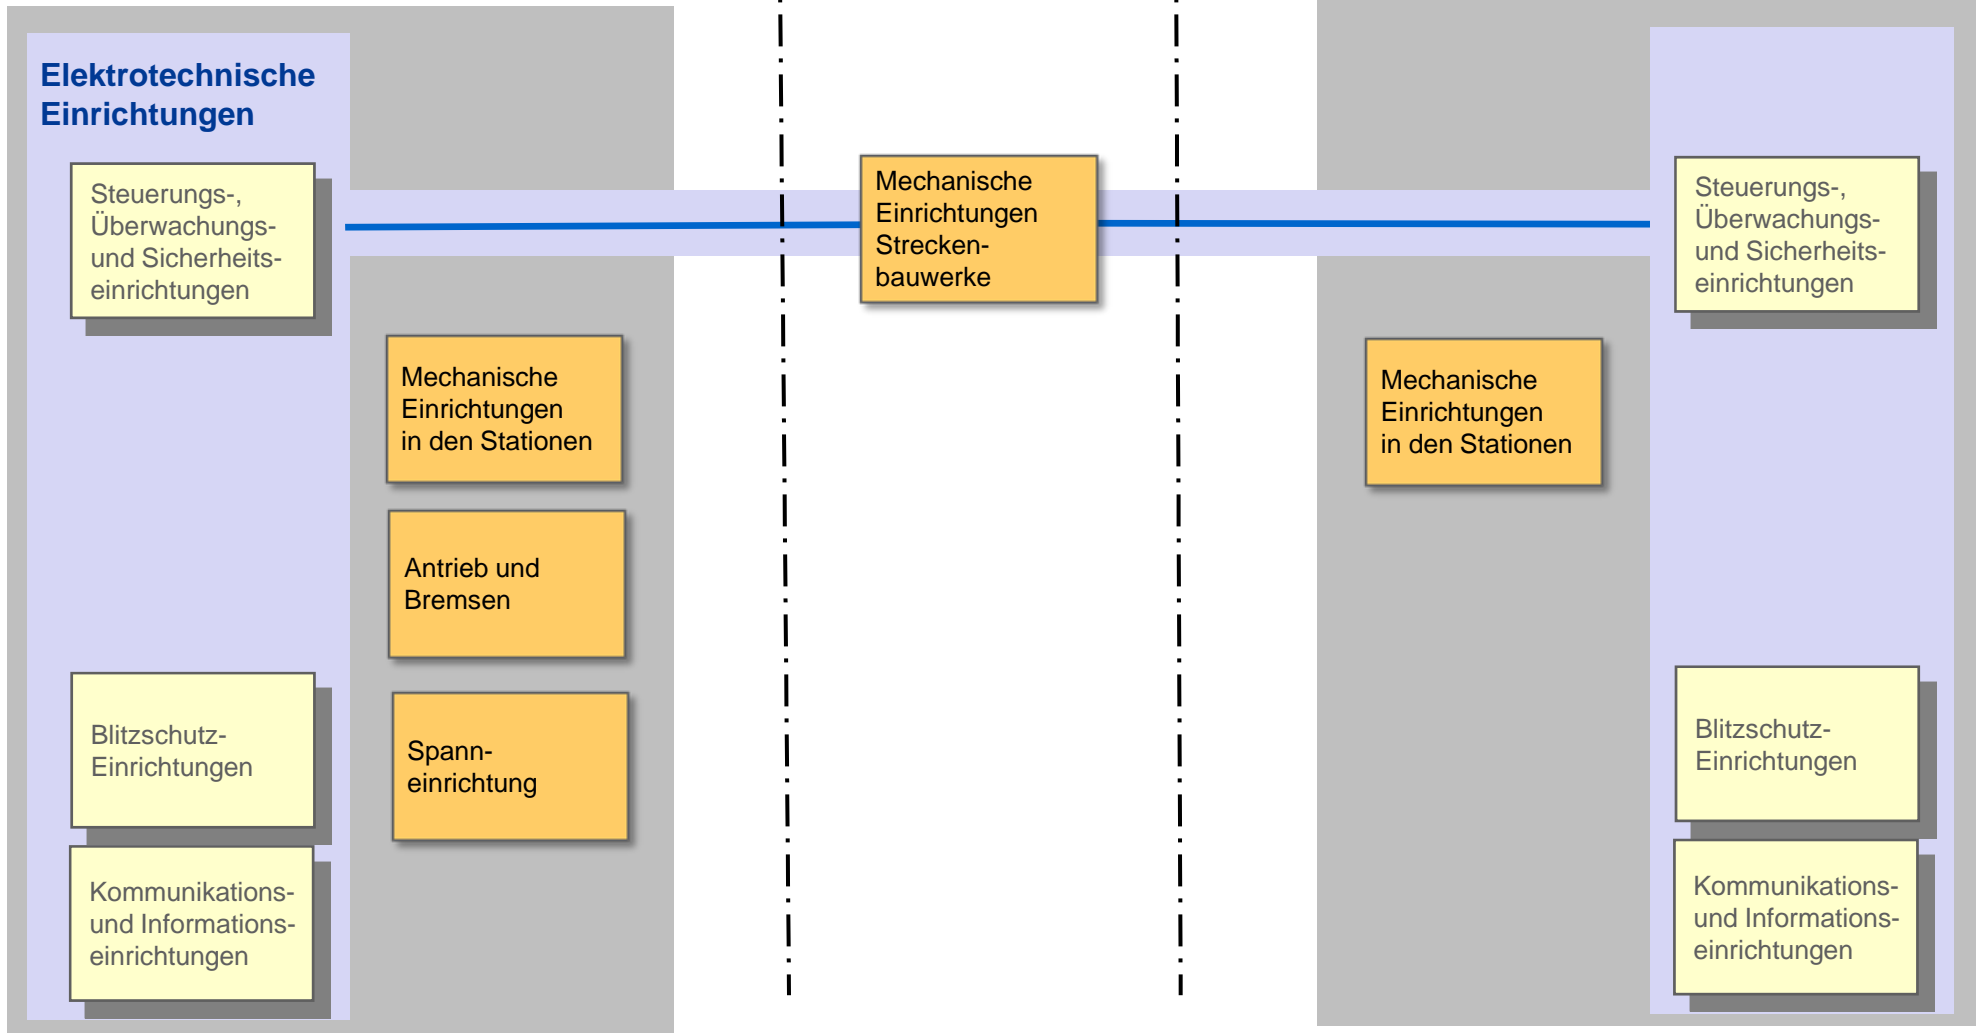 Elektrotechnische
Einrichtungen
Steuerungs-,
Überwachungs-
und Sicherheits-
einrichtungen
Mechanische
Einrichtungen
Strecken-
bauwerke
Steuerungs-,
Überwachungs-
und Sicherheits-
einrichtungen
Mechanische
Einrichtungen
in den Stationen
Mechanische
Einrichtungen
in den Stationen
Antrieb und
Bremsen
Blitzschutz-
Einrichtungen
Spann-
einrichtung
Blitzschutz-
Einrichtungen
Kommunikations-
und Informations-
einrichtungen
Kommunikations-
und Informations-
einrichtungen